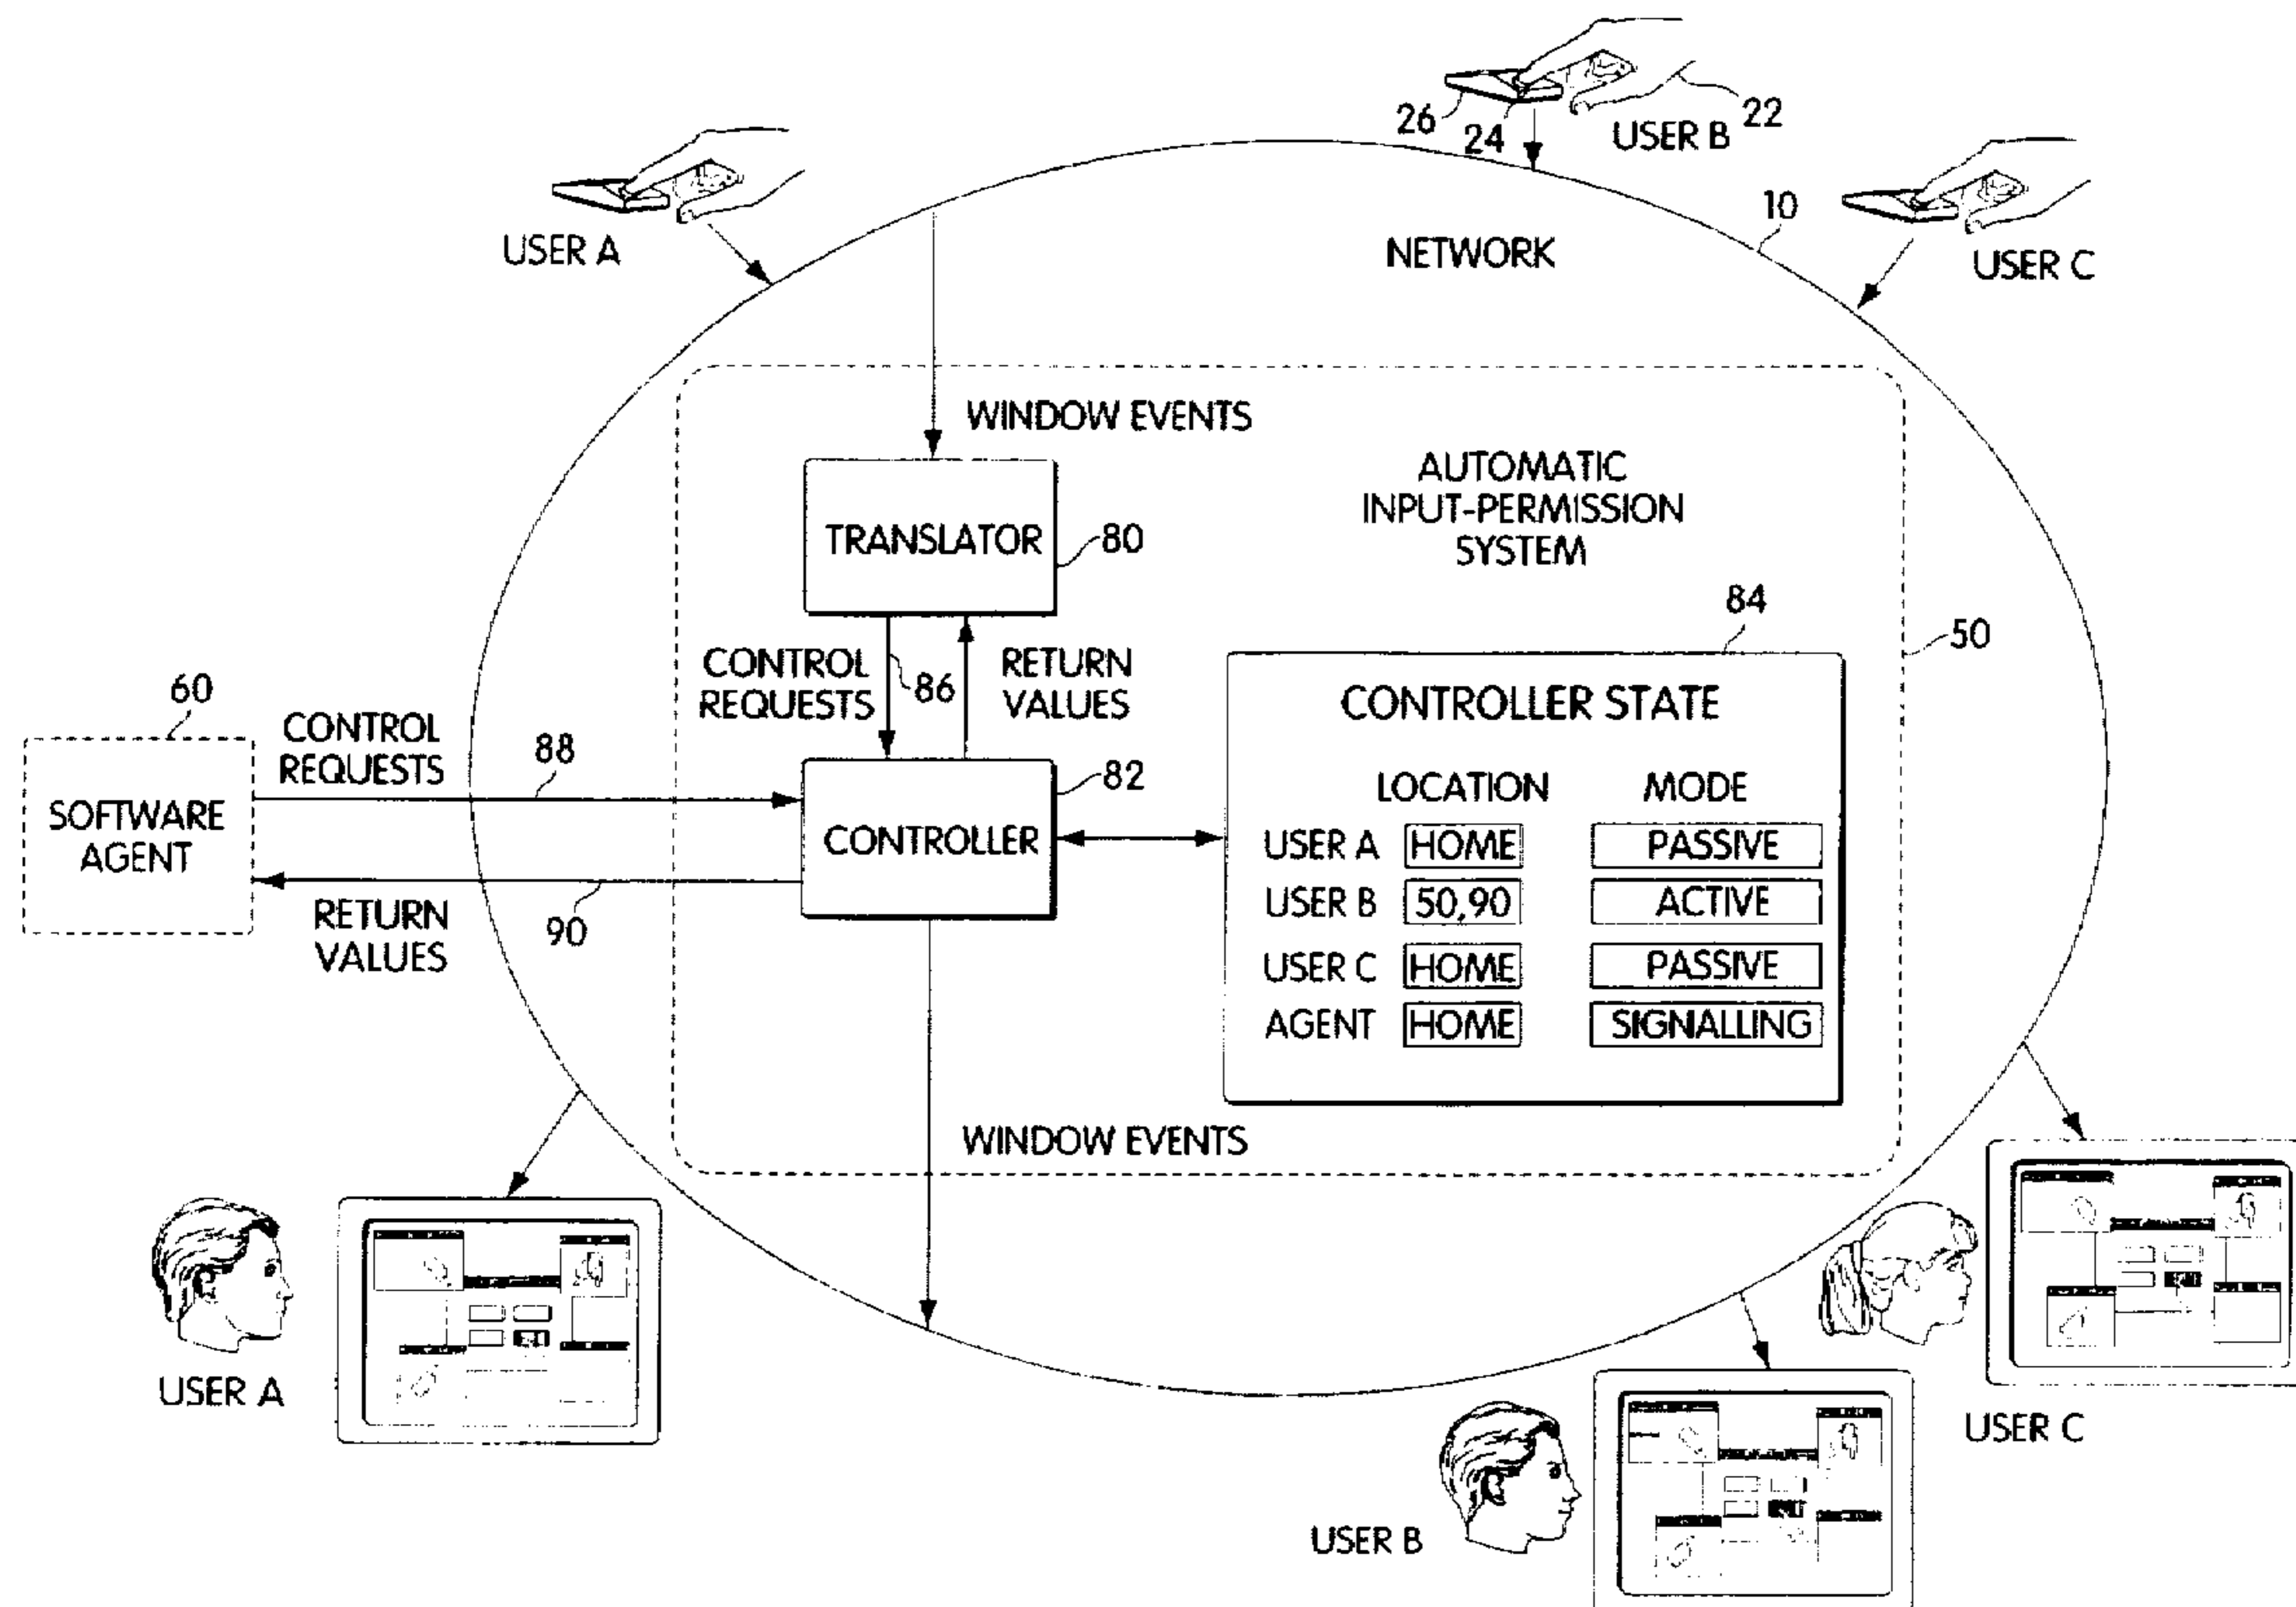 26
24
USER B
22
USER A
10
NETWORK
USER C
WINDOW EVENTS
AUTOMATIC
INPUT-PERMISSION
SYSTEM
TRANSLATOR
80
84
50
CONTROL
REQUESTS
86
RETURN
VALUES
60
CONTROL
REQUESTS
88
SOFTWARE
AGENT
82
CONTROLLER
RETURN
VALUES
90
CONTROLLER STATE
LOCATION MODE
USER A HOME PASSIVE
USER B 50,90 ACTIVE
USER C HOME PASSIVE
AGENT HOME SIGNALLING
WINDOW EVENTS
USER A
USER B
USER C